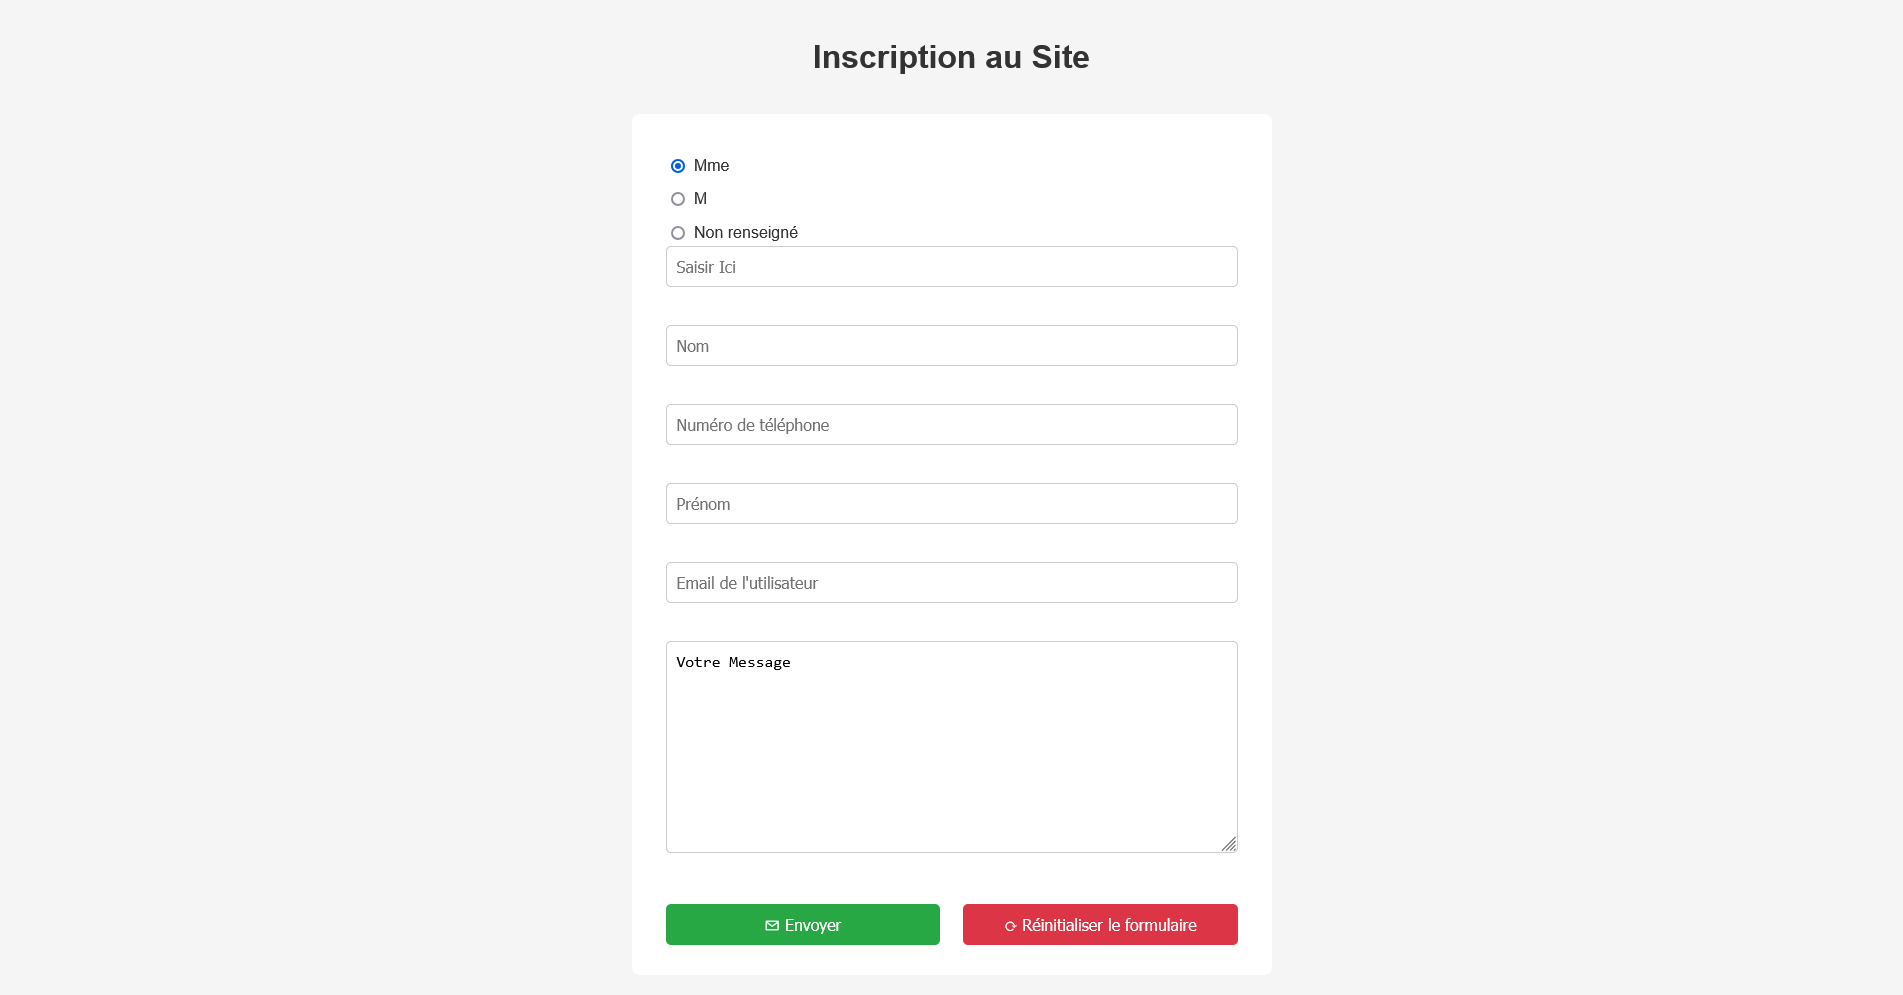 Inscription au Site
Mme
M
Non renseigné
Saisir Ici
Nom
Numéro de téléphone
Prénom
Email de l'utilisateur
Votre Message
Envoyer
Réinitialiser le formulaire